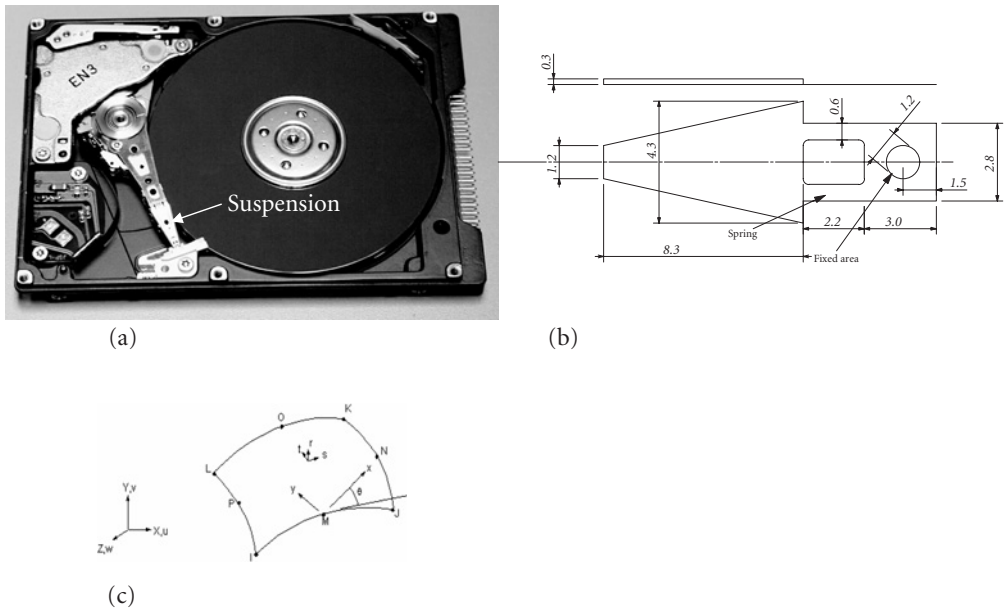 EN3
Suspension
(a)
0.3
1.2
4.3
8.3
0.6
1.2
2.8
1.5
2.2
3.0
Spring
Fixed area
(b)
O
K
L
t
r
s
N
x
P
y
θ
M
J
I
Y,v
X,u
Z,w
(c)